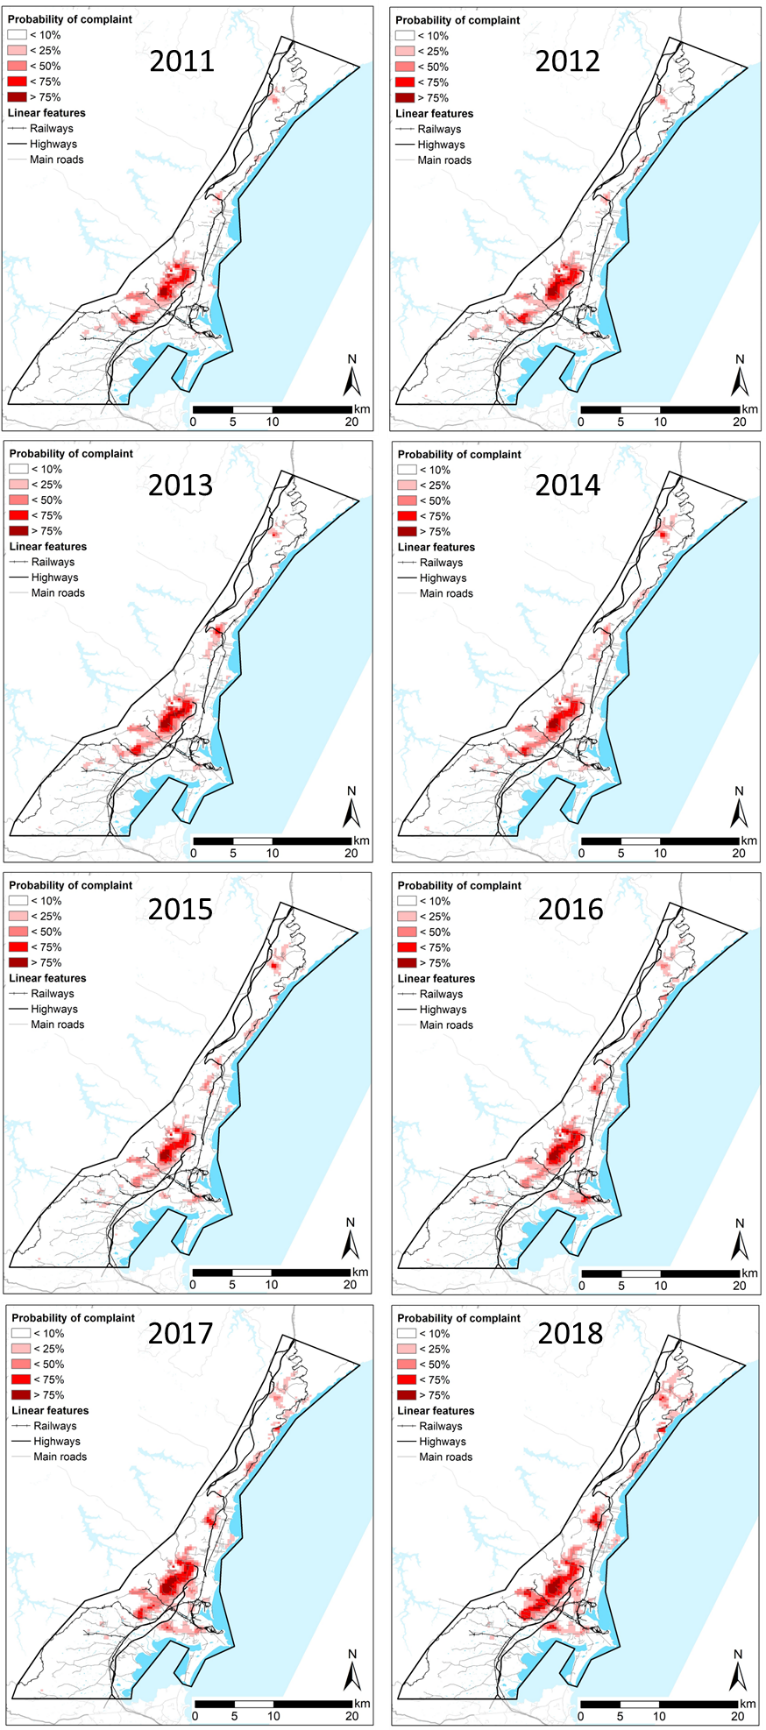 Probability of complaint
2011
< 10%
< 25%
< 50%
< 75%
> 75%
Linear features
Railways
Highways
Main roads
N
km
0 5 10 20
Probability of complaint
2012
< 10%
< 25%
< 50%
< 75%
> 75%
Linear features
Railways
Highways
Main roads
N
km
0 5 10 20
Probability of complaint
2013
< 10%
< 25%
< 50%
< 75%
> 75%
Linear features
Railways
Highways
Main roads
N
km
0 5 10 20
Probability of complaint
2014
< 10%
< 25%
< 50%
< 75%
> 75%
Linear features
Railways
Highways
Main roads
N
km
0 5 10 20
Probability of complaint
2015
< 10%
< 25%
< 50%
< 75%
> 75%
Linear features
Railways
Highways
Main roads
N
km
0 5 10 20
Probability of complaint
2016
< 10%
< 25%
< 50%
< 75%
> 75%
Linear features
Railways
Highways
Main roads
N
km
0 5 10 20
Probability of complaint
2017
< 10%
< 25%
< 50%
< 75%
> 75%
Linear features
Railways
Highways
Main roads
N
km
0 5 10 20
Probability of complaint
2018
< 10%
< 25%
< 50%
< 75%
> 75%
Linear features
Railways
Highways
Main roads
N
km
0 5 10 20